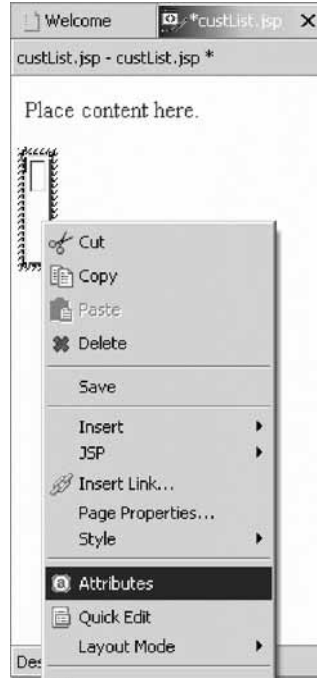 Welcome
*custList.jsp
custList.jsp - custList.jsp *
Place content here.
Cut
Copy
Paste
Delete
Save
Insert
JSP
Insert Link...
Page Properties...
Style
Attributes
Quick Edit
Layout Mode
Des